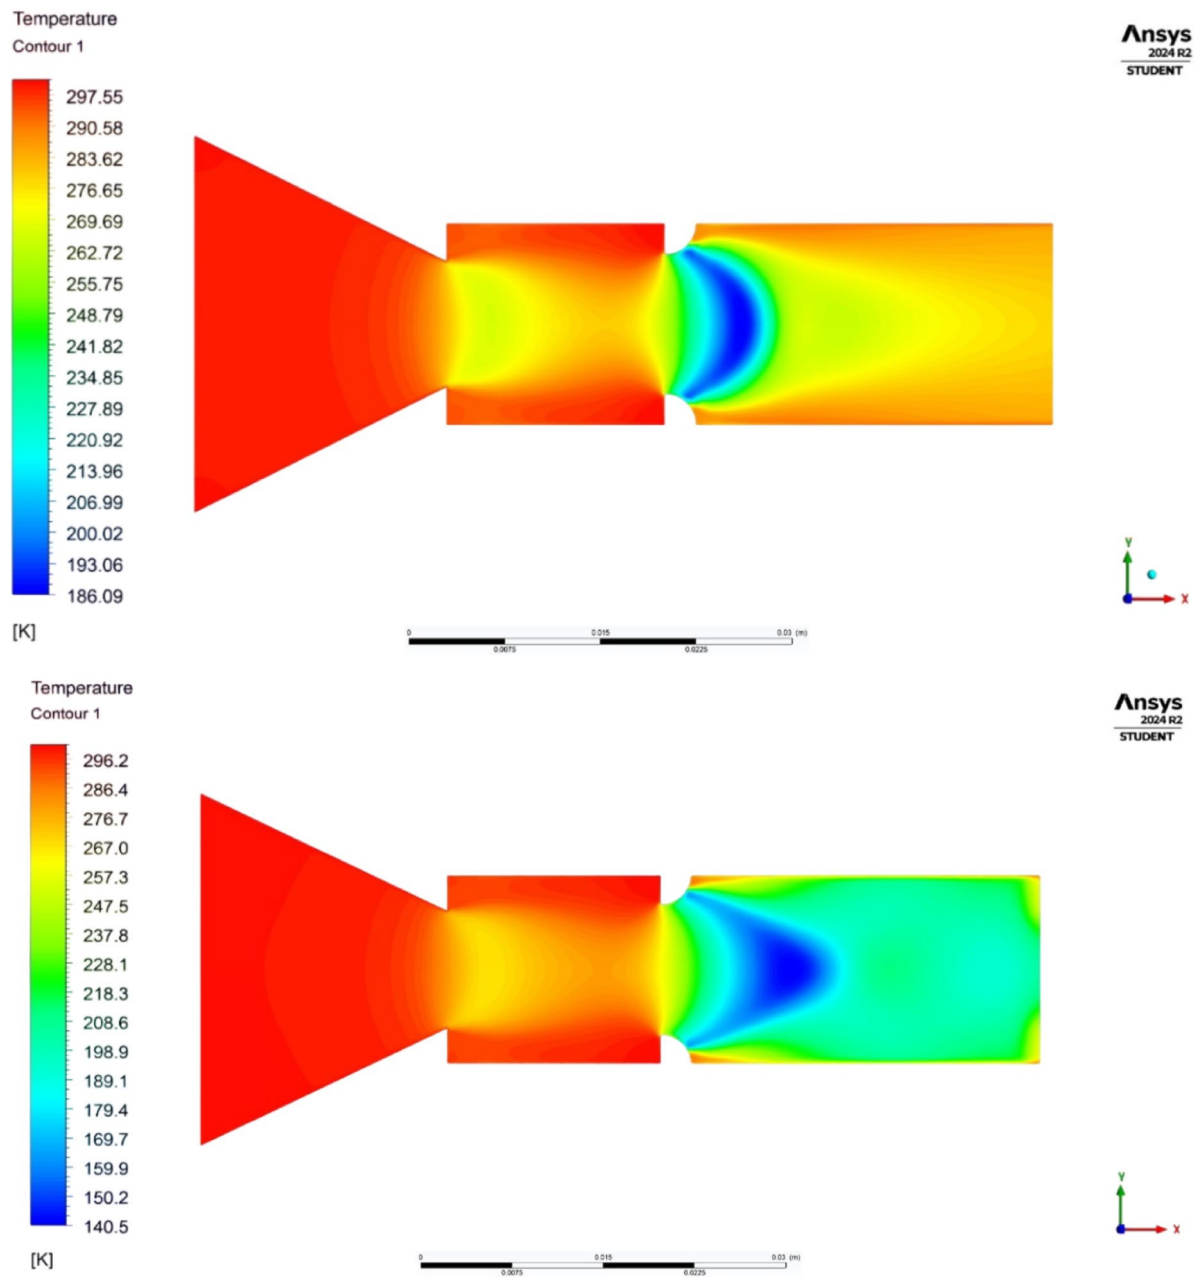 Temperature
Contour 1
Ansys
2024 R2
STUDENT
297.55
290.58
283.62
276.65
269.69
262.72
255.75
248.79
241.82
234.85
227.89
220.92
213.96
206.99
200.02
193.06
186.09
[K]
Y
X
0 0.015 0.03 (m)
0.0075 0.0225
Temperature
Contour 1
Ansys
2024 R2
STUDENT
296.2
286.4
276.7
267.0
257.3
247.5
237.8
228.1
218.3
208.6
198.9
189.1
179.4
169.7
159.9
150.2
140.5
[K]
Y
X
0 0.015 0.03 (m)
0.0075 0.0225